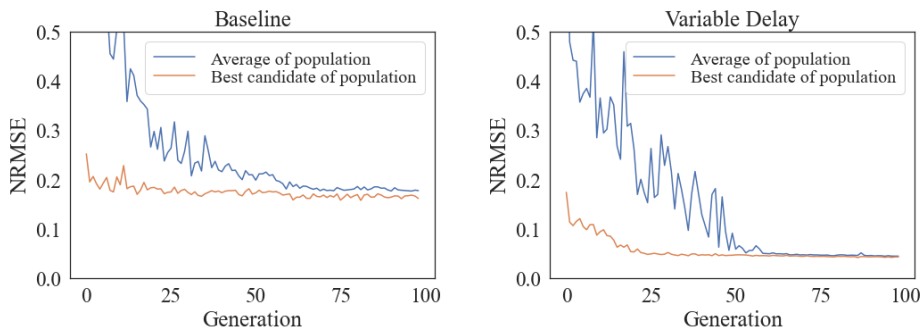 Baseline
NRMSE
0.5
0.4
0.3
0.2
0.1
0.0
Average of population
Best candidate of population
0 25 50 75 100
Generation
Variable Delay
NRMSE
0.5
0.4
0.3
0.2
0.1
0.0
Average of population
Best candidate of population
0 25 50 75 100
Generation